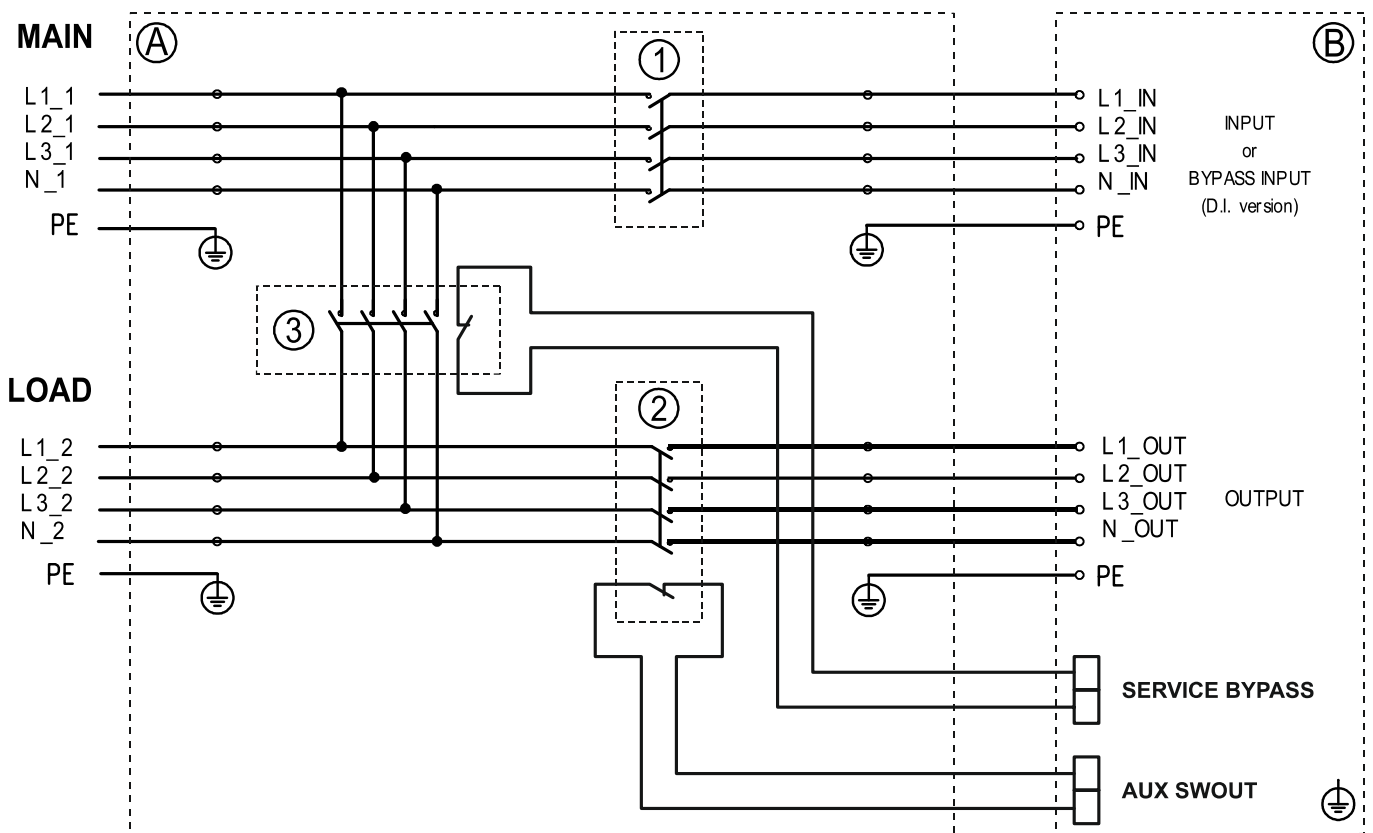 MAIN
A
1
B
L1_1
L2_1
L3_1
N_1
PE
L1_IN
L2_IN
L3_IN
N_IN
PE
INPUT
or
BYPASS INPUT
(D.I. version)
3
LOAD
2
L1_2
L2_2
L3_2
N_2
PE
L1_OUT
L2_OUT
L3_OUT
N_OUT
PE
OUTPUT
SERVICE BYPASS
AUX SWOUT